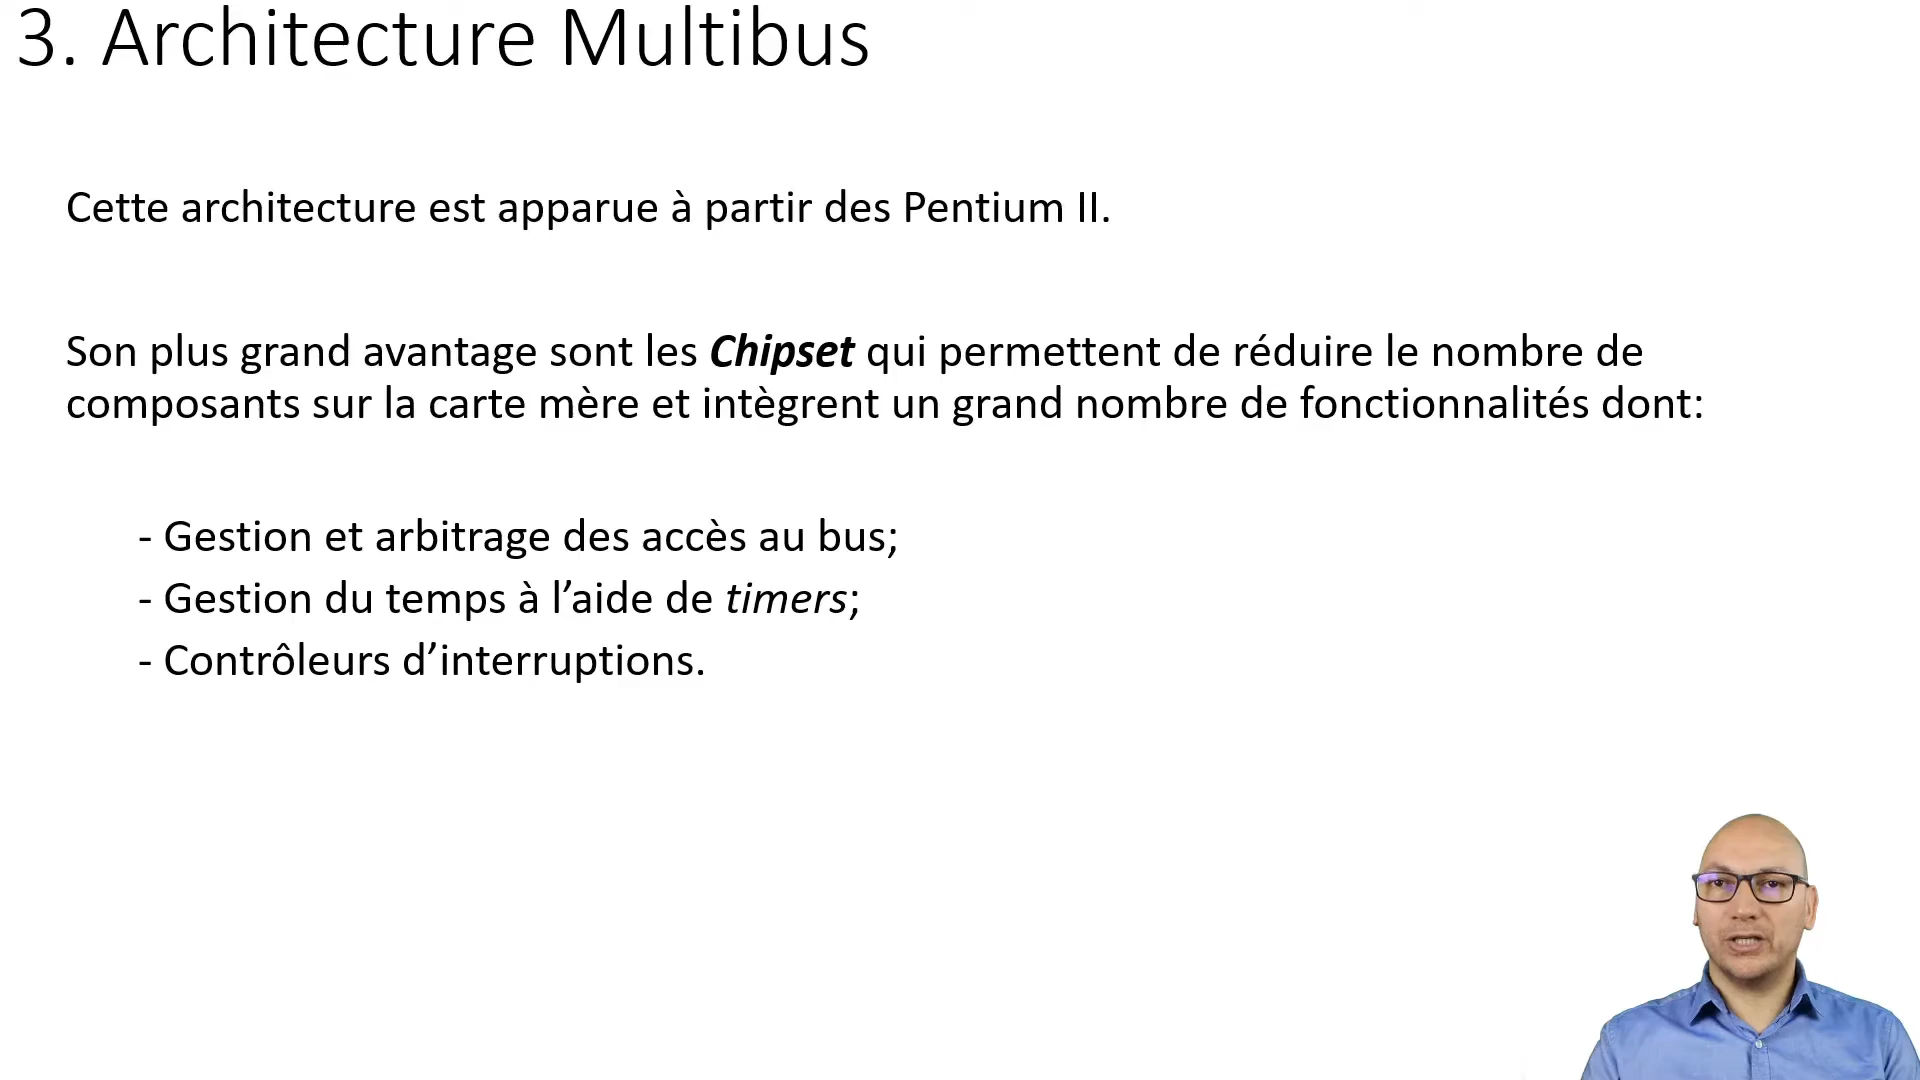 3. Architecture Multibus
Cette architecture est apparue à partir des Pentium II.
Son plus grand avantage sont les Chipset qui permettent de réduire le nombre de
composants sur la carte mère et intègrent un grand nombre de fonctionnalités dont:
- Gestion et arbitrage des accès au bus;
- Gestion du temps à l’aide de timers;
- Contrôleurs d’interruptions.